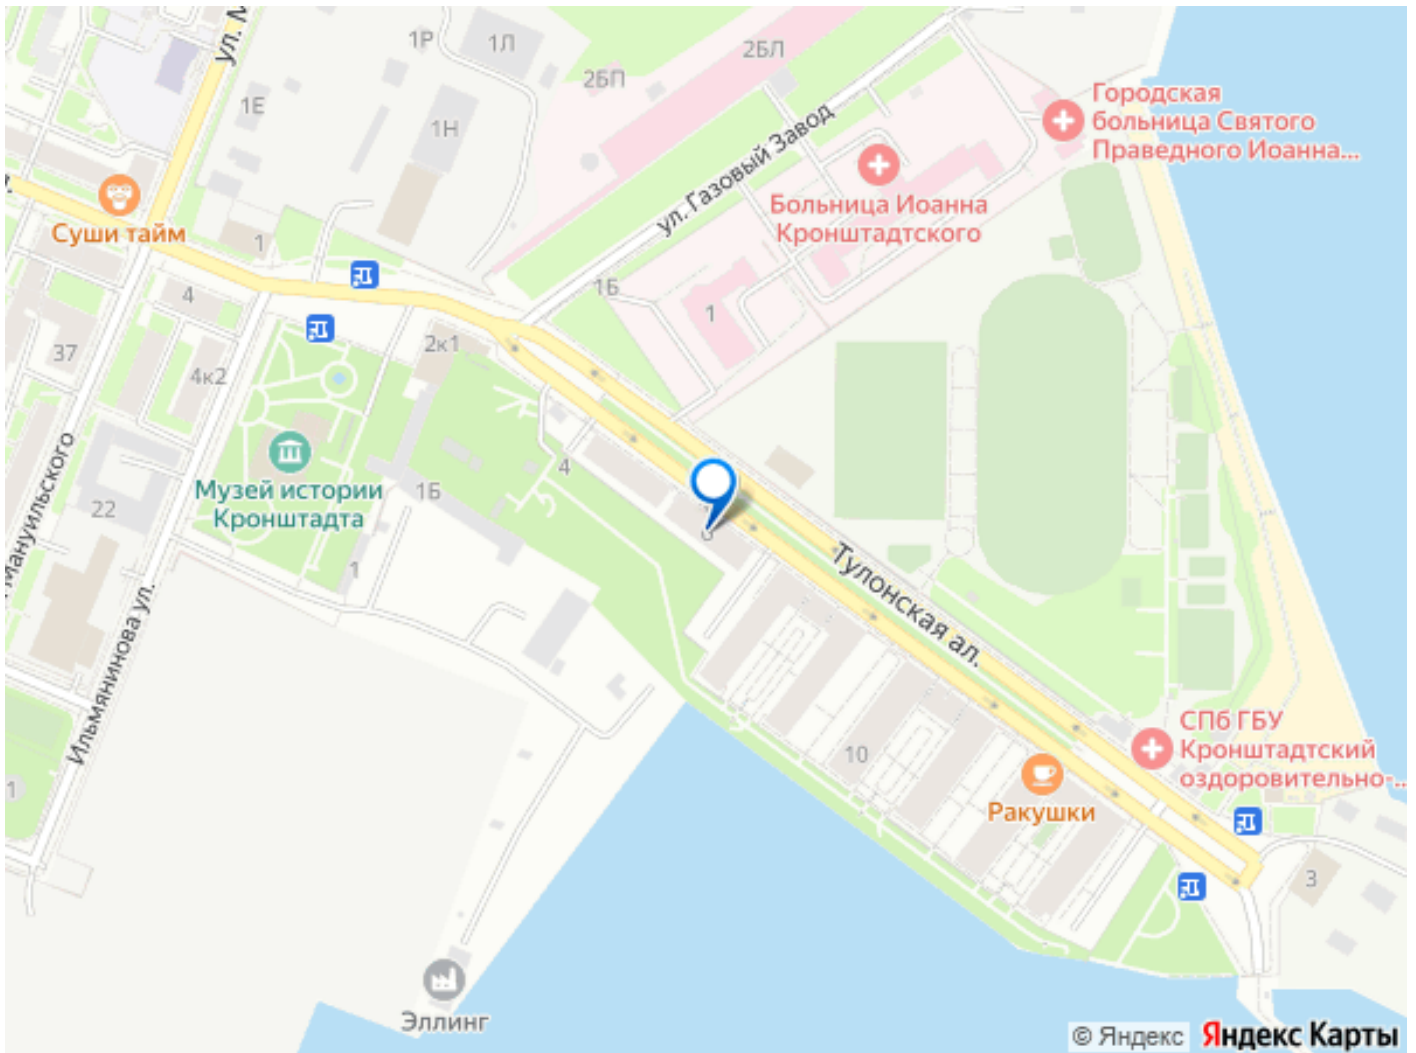 ул. М
1Р
1Л
2БЛ
2БП
1Е
1Н
Городская
больница Святого
Праведного Иоанна...
ул. Газовый Завод
Больница Иоанна
Кронштадтского
Суши тайм
1
4
1Б
1
2к1
37
4к2
Музей истории
Кронштадта
4
1Б
22
Мануильского
1
Ильмянинова ул.
Тулонская ал.
СПб ГБУ
Кронштадтский
оздоровительно-...
10
Ракушки
1
3
Эллинг
© Яндекс
Яндекс Карты